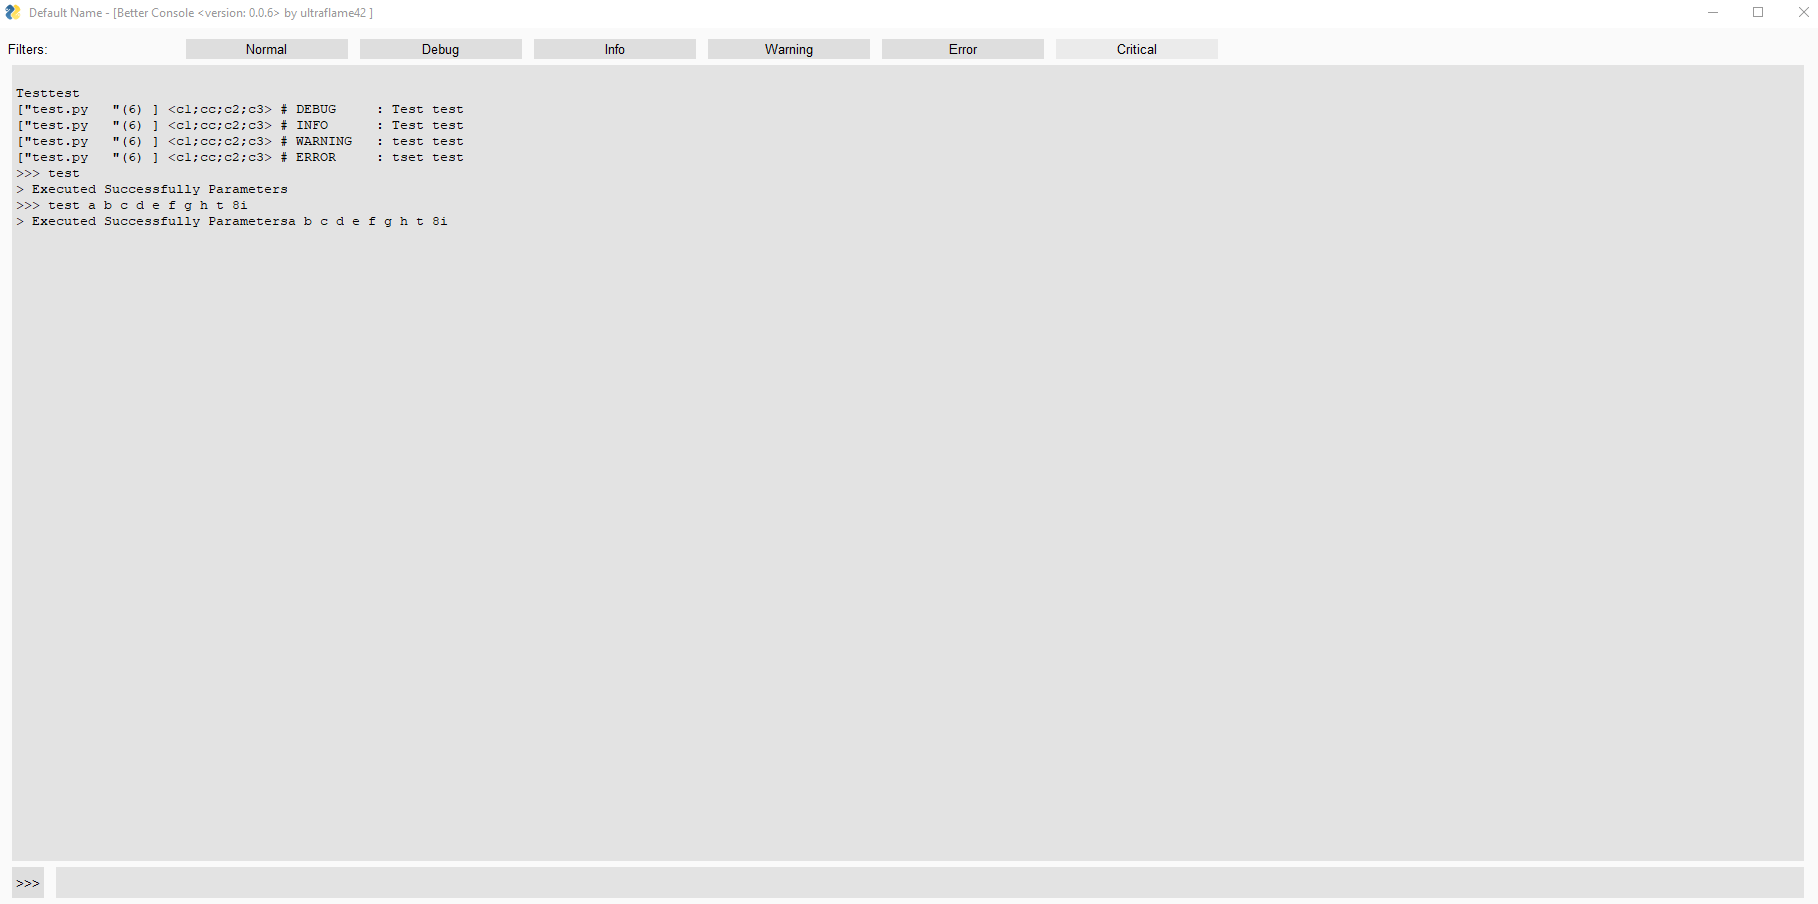 Default Name - [Better Console <version: 0.0.6> by ultraflame42 ]
Filters: Normal Debug Info Warning Error Critical
Testtest
["test.py   "(6) ] <c1;cc;c2;c3> # DEBUG     : Test test
["test.py   "(6) ] <c1;cc;c2;c3> # INFO      : Test test
["test.py   "(6) ] <c1;cc;c2;c3> # WARNING   : test test
["test.py   "(6) ] <c1;cc;c2;c3> # ERROR     : tset test
>>> test
> Executed Successfully Parameters
>>> test a b c d e f g h t 8i
> Executed Successfully Parametersa b c d e f g h t 8i
>>>